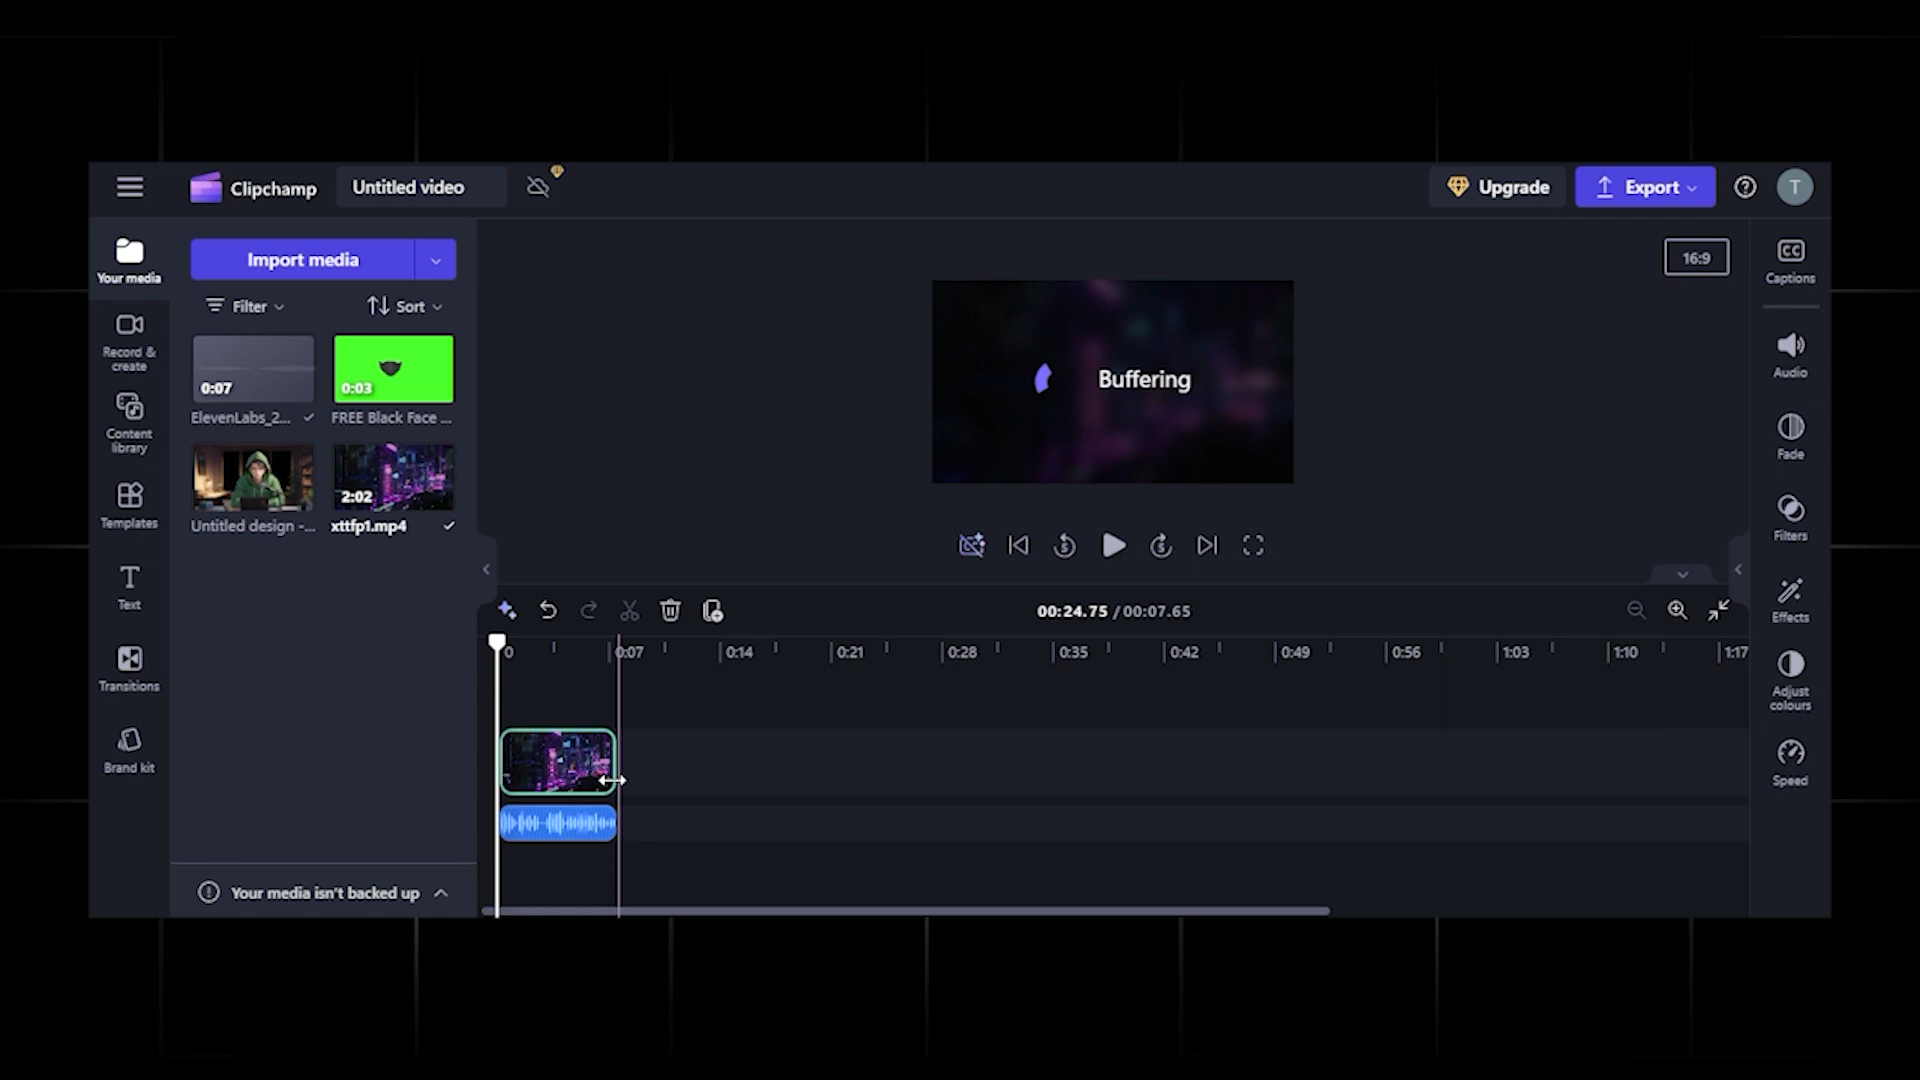 Clipchamp
Untitled video
Upgrade
Export
T
Your media
Import media
16:9
CC
Captions
Filter
Sort
Record &
create
0:07
0:03
ElevenLabs_2...
FREE Black Face ...
Audio
Buffering
Content
library
Fade
2:02
Untitled design -...
xttfp1.mp4
Templates
Filters
5
5
T
Text
00:24.75 / 00:07.65
Effects
0
0:07
0:14
0:21
0:28
0:35
0:42
0:49
0:56
1:03
1:10
1:17
Transitions
Adjust
colours
Brand kit
Speed
Your media isn't backed up